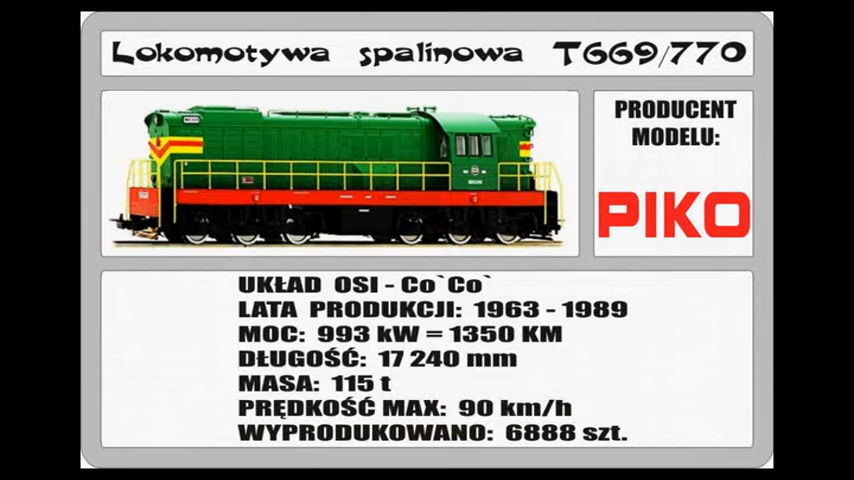 Lokomotywa spalinowa T669/770
PRODUCENT
MODELU:
PIKO
UKŁAD OSI - Co`Co`
LATA PRODUKCJI: 1963 - 1989
MOC: 993 kW = 1350 KM
DŁUGOŚĆ: 17 240 mm
MASA: 115 t
PRĘDKOŚĆ MAX: 90 km/h
WYPRODUKOWANO: 6888 szt.